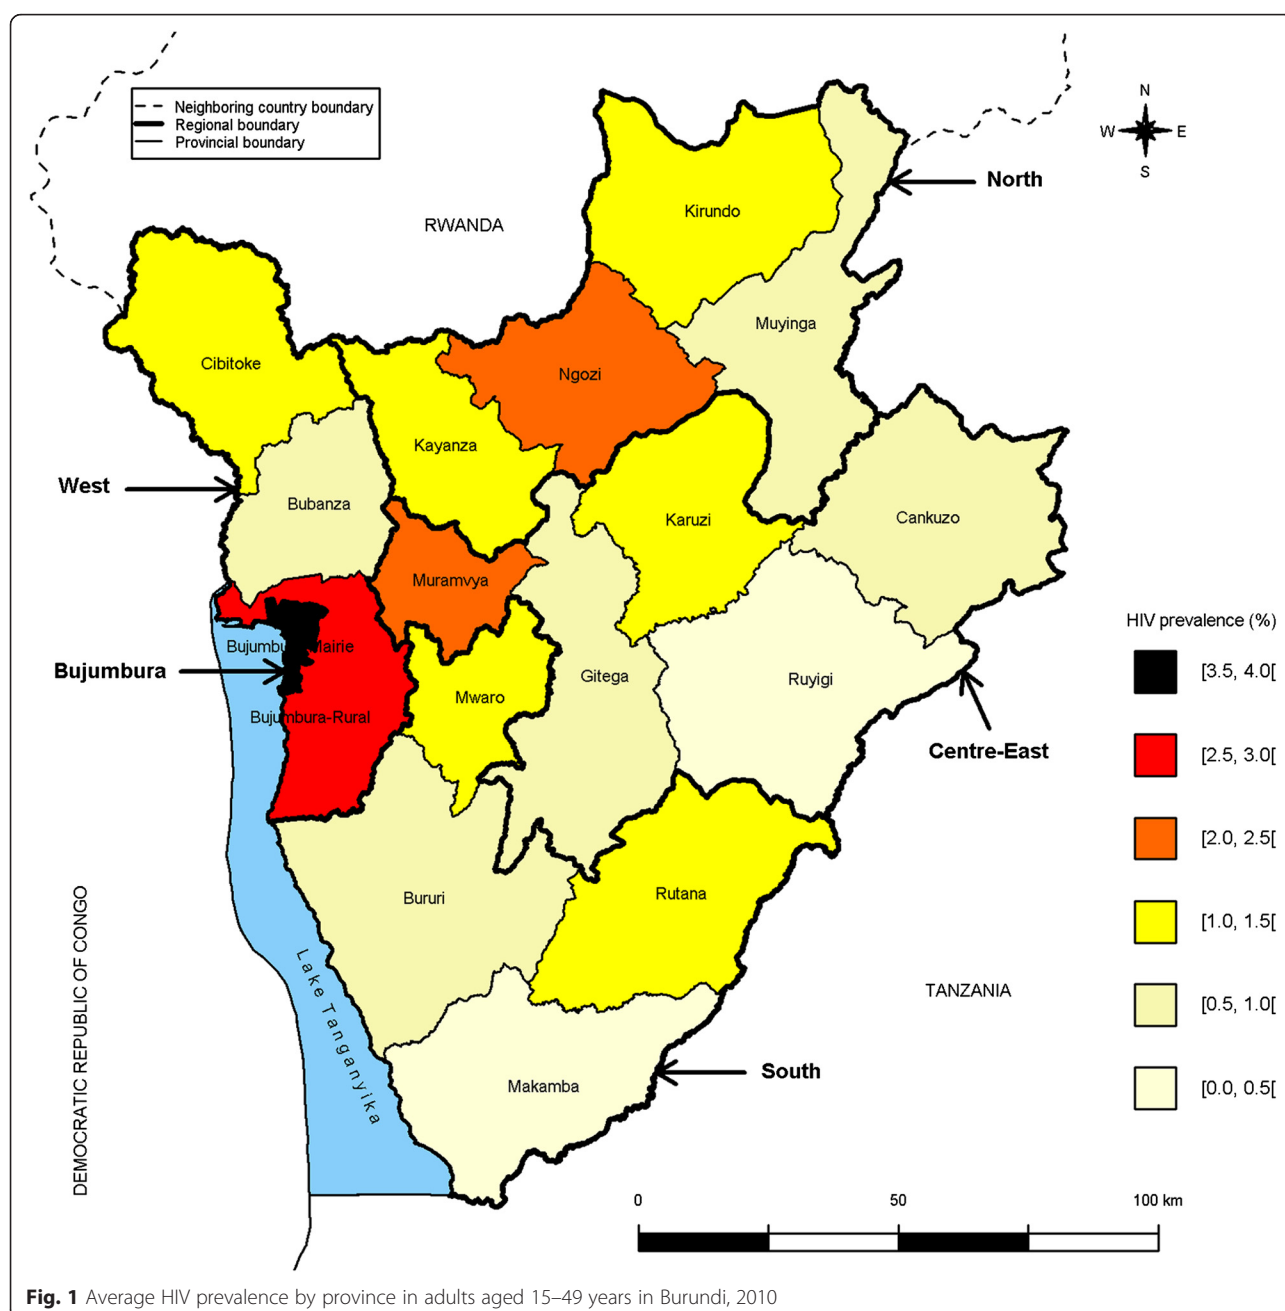 Neighboring country boundary
Regional boundary
Provincial boundary
N
W
E
S
North
RWANDA
Kirundo
Muyinga
Cibitoke
Ngozi
Kayanza
West
Bubanza
Karuzi
Cankuzo
Muramvya
HIV prevalence (%)
Bujumbura-Mairie
Bujumbura
Gitega
Ruyigi
Mwaro
[3.5, 4.0[
Bujumbura-Rural
Centre-East
[2.5, 3.0[
[2.0, 2.5[
Bururi
Rutana
[1.0, 1.5[
DEMOCRATIC REPUBLIC OF CONGO
Lake Tanganyika
TANZANIA
[0.5, 1.0[
South
Makamba
[0.0, 0.5[
0 50 100 km
Fig. 1 Average HIV prevalence by province in adults aged 15–49 years in Burundi, 2010